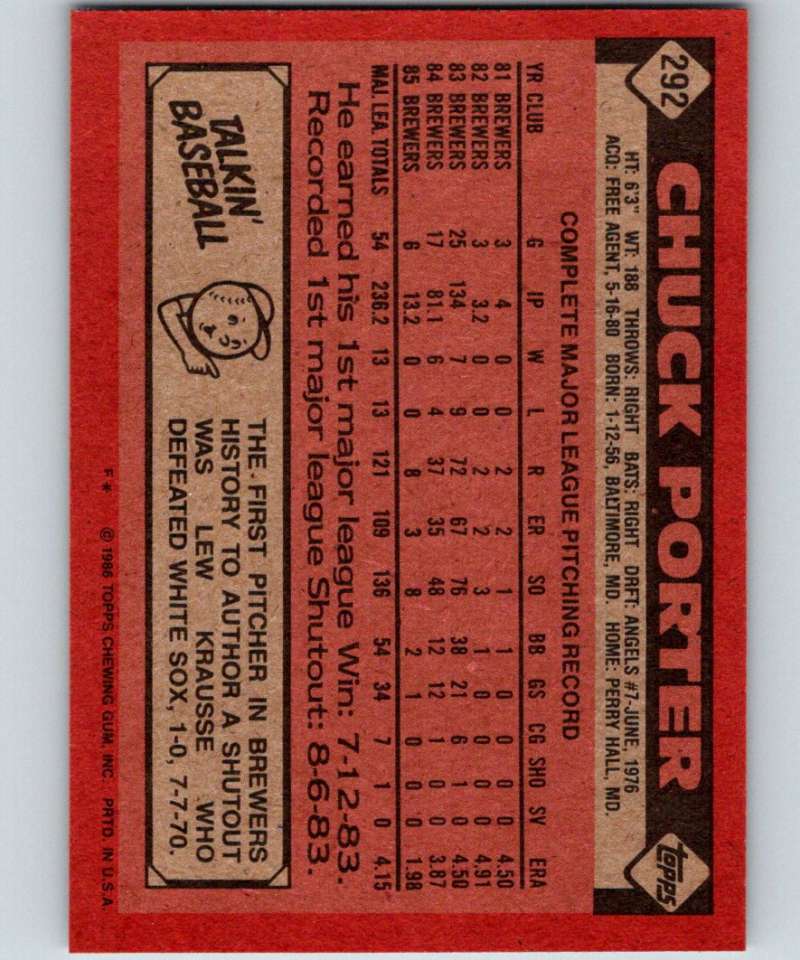 292
CHUCK PORTER
topps
HT: 6'3" WT: 188 THROWS: RIGHT BATS: RIGHT DRFT: ANGELS #7-JUNE, 1976
ACQ: FREE AGENT, 5-16-80 BORN: 1-12-56, BALTIMORE, MD. HOME: PERRY HALL, MD.
COMPLETE MAJOR LEAGUE PITCHING RECORD
YR CLUB G IP W L R ER SO BB GS CG SHO SV ERA
81 BREWERS 3 4 0 0 2 2 1 1 0 0 0 0 4.50
82 BREWERS 3 3.2 0 0 2 2 3 1 0 0 0 0 4.91
83 BREWERS 25 134 7 9 72 67 76 38 21 6 1 0 4.50
84 BREWERS 17 81.1 6 4 37 35 48 12 12 1 0 0 3.87
85 BREWERS 6 13.2 0 0 8 3 8 2 1 0 0 0 1.98
MAJ. LEA. TOTALS 54 236.2 13 13 121 109 136 54 34 7 1 0 4.15
He earned his 1st major league Win: 7-12-83.
Recorded 1st major league Shutout: 8-6-83.
TALKIN'
BASEBALL
THE FIRST PITCHER IN BREWERS
HISTORY TO AUTHOR A SHUTOUT
WAS LEW KRAUSSE WHO
DEFEATED WHITE SOX, 1-0, 7-7-70.
F* © 1986 TOPPS CHEWING GUM, INC. PRTD. IN U.S.A.